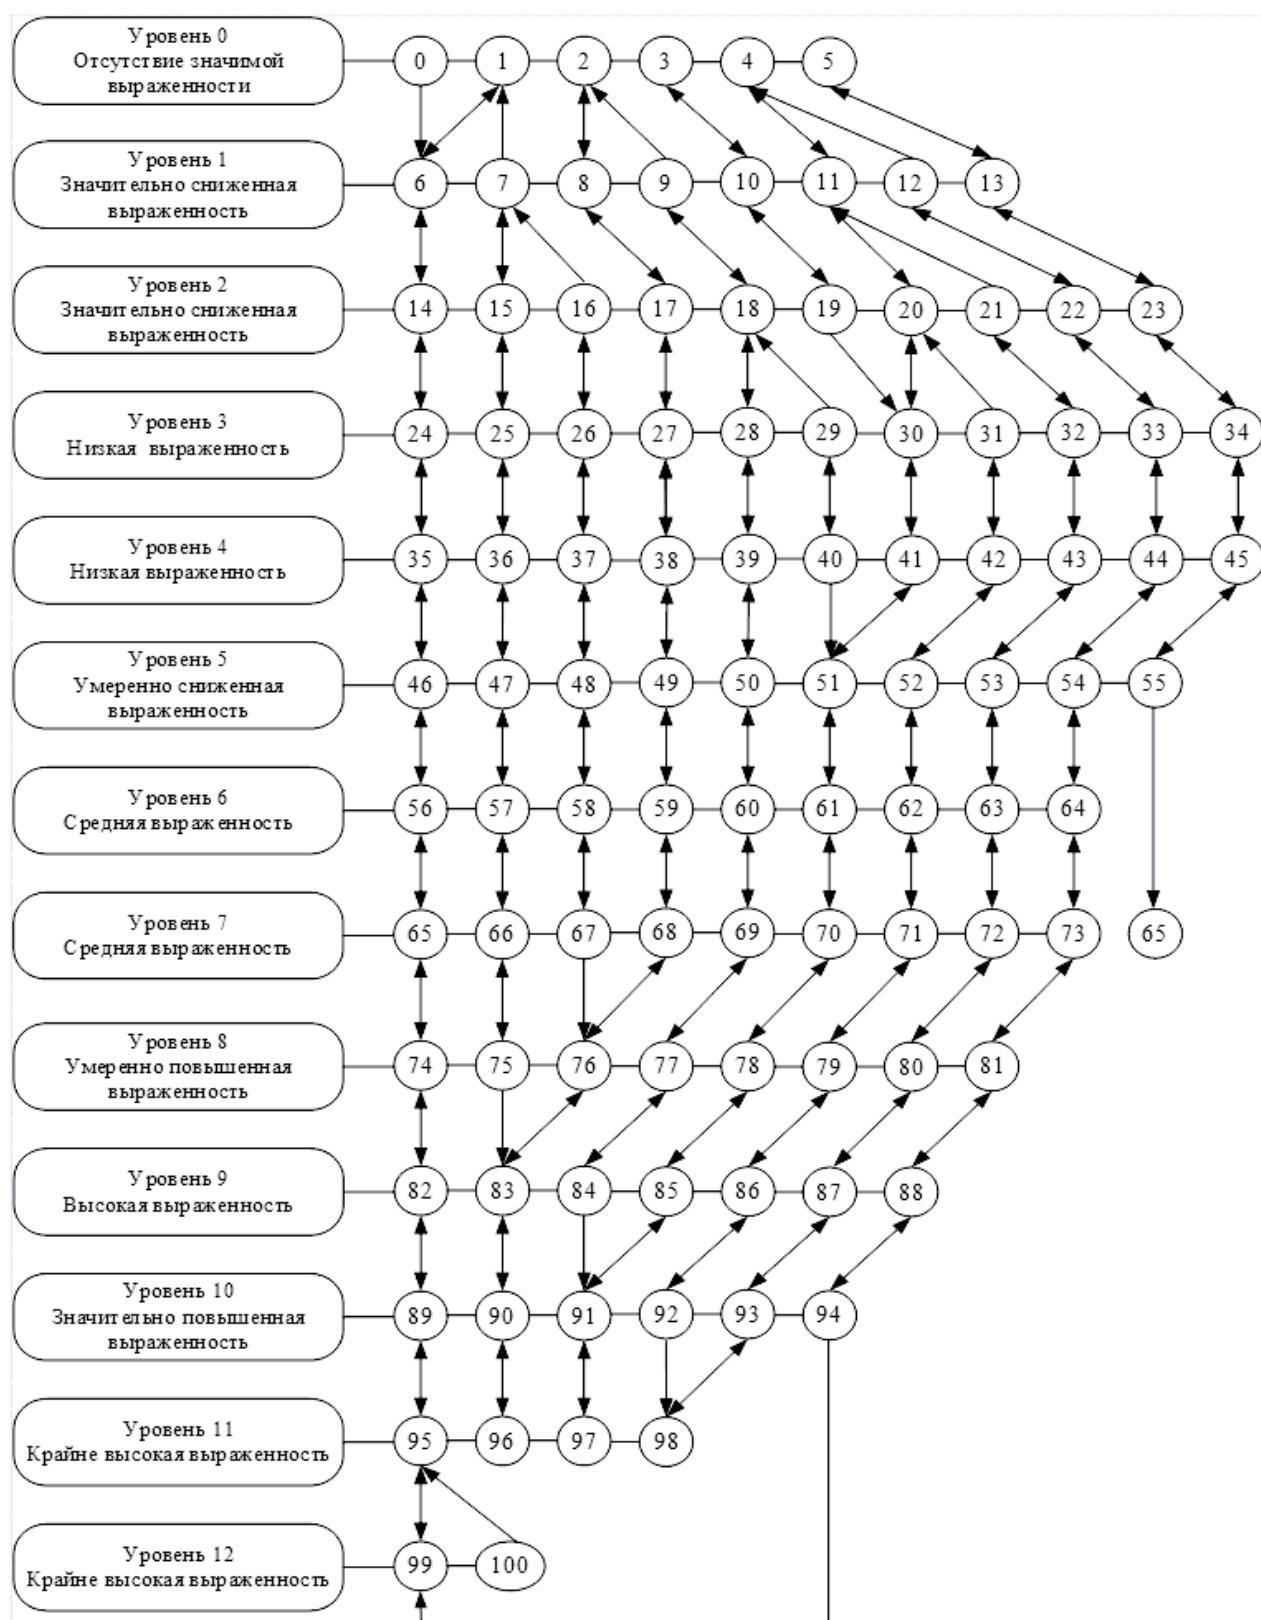 Уровень 0
Отсутствие значимой
выраженности
0 1 2 3 4 5
Уровень 1
Значительно сниженная
выраженность
6 7 8 9 10 11 12 13
Уровень 2
Значительно сниженная
выраженность
14 15 16 17 18 19 20 21 22 23
Уровень 3
Низкая выраженность
24 25 26 27 28 29 30 31 32 33 34
Уровень 4
Низкая выраженность
35 36 37 38 39 40 41 42 43 44 45
Уровень 5
Умеренно сниженная
выраженность
46 47 48 49 50 51 52 53 54 55
Уровень 6
Средняя выраженность
56 57 58 59 60 61 62 63 64
Уровень 7
Средняя выраженность
65 66 67 68 69 70 71 72 73 65
Уровень 8
Умеренно повышенная
выраженность
74 75 76 77 78 79 80 81
Уровень 9
Высокая выраженность
82 83 84 85 86 87 88
Уровень 10
Значительно повышенная
выраженность
89 90 91 92 93 94
Уровень 11
Крайне высокая выраженность
95 96 97 98
Уровень 12
Крайне высокая выраженность
99 100